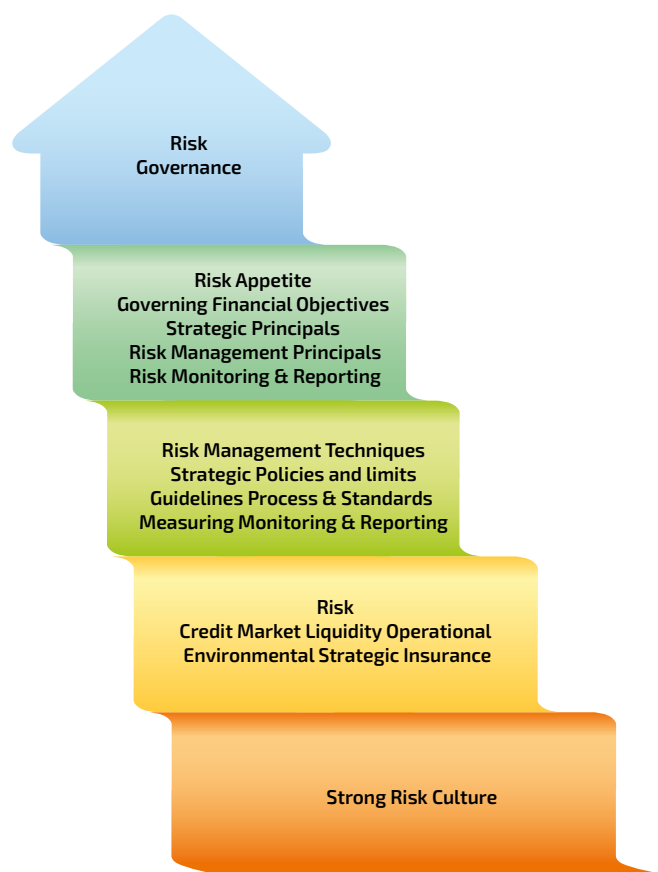 Risk
Governance
Risk Appetite
Governing Financial Objectives
Strategic Principals
Risk Management Principals
Risk Monitoring & Reporting
Risk Management Techniques
Strategic Policies and limits
Guidelines Process & Standards
Measuring Monitoring & Reporting
Risk
Credit Market Liquidity Operational
Environmental Strategic Insurance
Strong Risk Culture